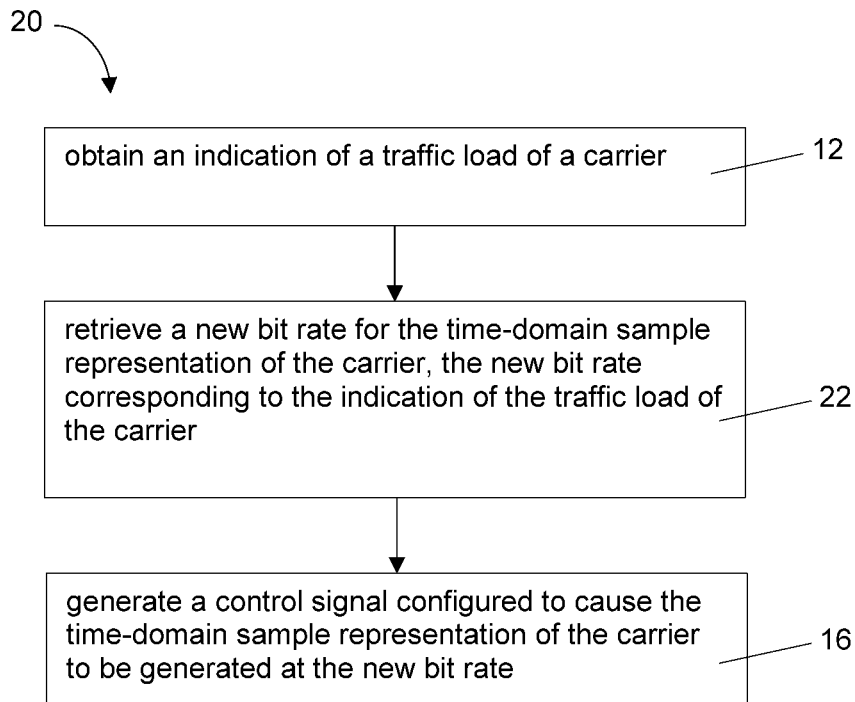 20
obtain an indication of a traffic load of a carrier
12
retrieve a new bit rate for the time-domain sample
representation of the carrier, the new bit rate
corresponding to the indication of the traffic load of
the carrier
22
generate a control signal configured to cause the
time-domain sample representation of the carrier
to be generated at the new bit rate
16